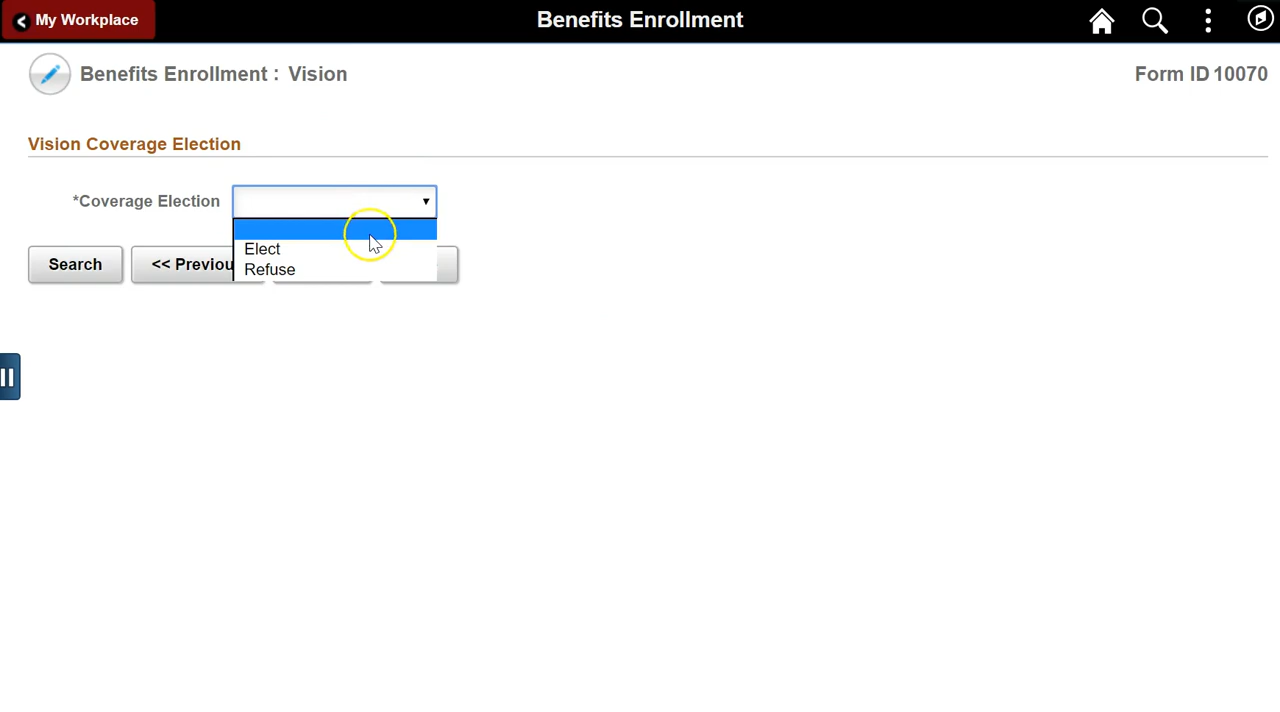 My Workplace
Benefits Enrollment
Benefits Enrollment : Vision
Form ID 10070
Vision Coverage Election
*Coverage Election
Elect
Refuse
Search
<< Previou